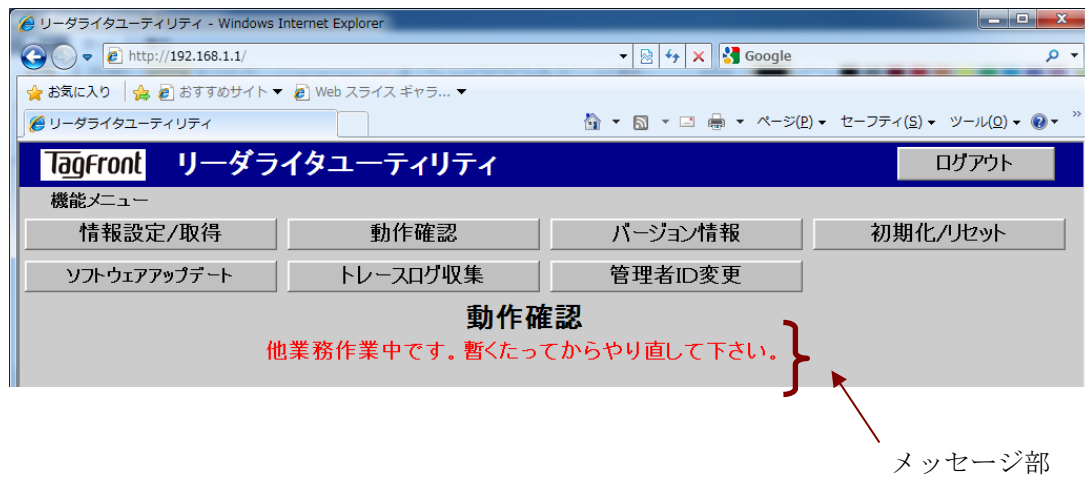 リーダライタユーティリティ - Windows Internet Explorer
http://192.168.1.1/
Google
お気に入り おすすめサイト Web スライス ギャラ...
リーダライタユーティリティ ページ(P) セーフティ(S) ツール(O) »
TagFront リーダライタユーティリティ ログアウト
機能メニュー
情報設定/取得 動作確認 バージョン情報 初期化/リセット
ソフトウェアアップデート トレースログ収集 管理者ID変更
動作確認
他業務作業中です。暫くたってからやり直して下さい。
メッセージ部